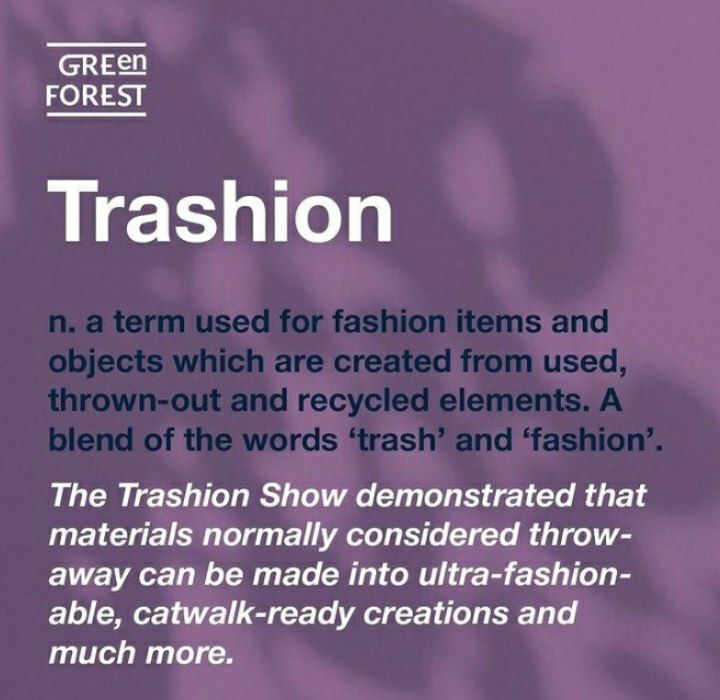 GREen
FOREST
Trashion
n. a term used for fashion items and
objects which are created from used,
thrown-out and recycled elements. A
blend of the words ‘trash’ and ‘fashion’.
The Trashion Show demonstrated that
materials normally considered throw-
away can be made into ultra-fashion-
able, catwalk-ready creations and
much more.